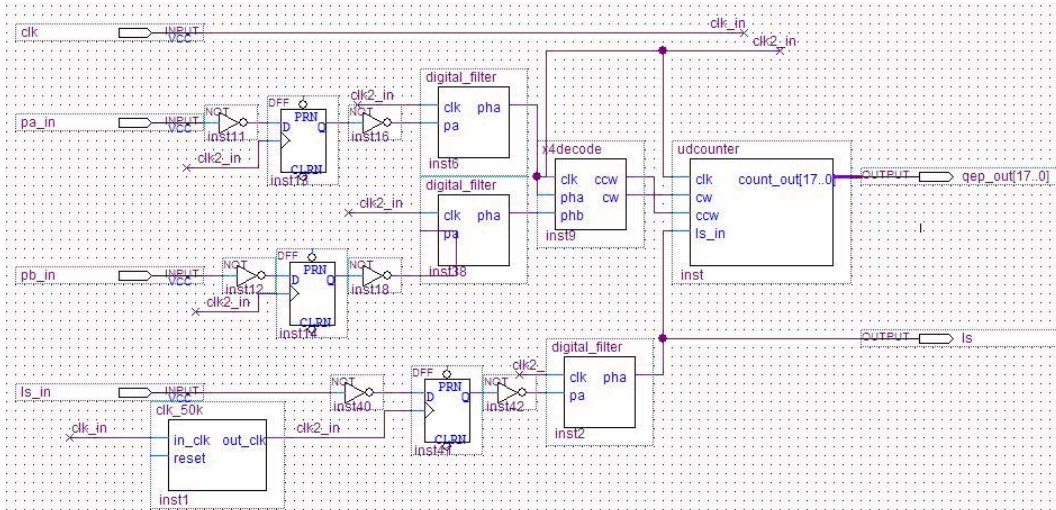 clk
INPUT
VCC
clk_in
clk2_in
digital_filter
clk2_in
DFF
NOT
PRN
NOT
clk pha
pa_in
INPUT
VCC
D Q
pa
inst11
inst16
inst6
clk2_in
CLRN
inst13
x4decode
udcounter
digital_filter
clk ccw
pha cw
phb
inst9
clk count_out[17..0]
cw
ccw
ls_in
inst
OUTPUT
qep_out[17..0]
clk2_in
clk pha
pa
inst38
DFF
NOT
PRN
NOT
pb_in
INPUT
VCC
D Q
inst12
inst18
clk2_in
CLRN
inst14
OUTPUT
ls
digital_filter
DFF
clk2_
clk pha
NOT
PRN
NOT
ls_in
INPUT
VCC
D Q
pa
inst40
inst42
inst2
clk_50k
clk_in
in_clk out_clk
clk2_in
CLRN
inst41
reset
inst1